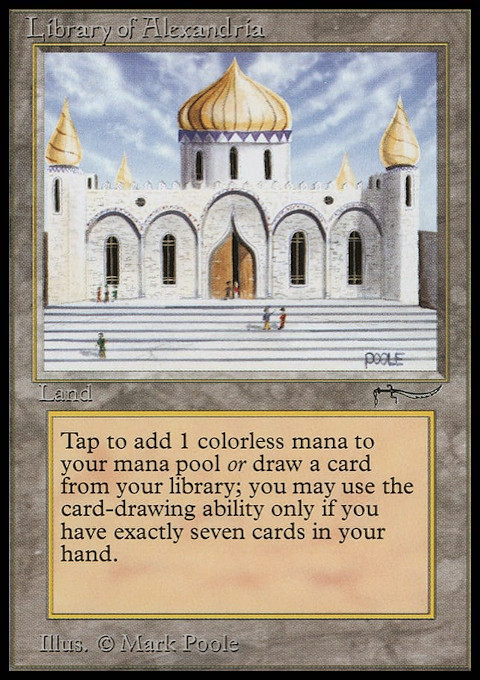 Library of Alexandria
POOLE
Land
Tap to add 1 colorless mana to
your mana pool or draw a card
from your library; you may use the
card-drawing ability only if you
have exactly seven cards in your
hand.
Illus. © Mark Poole